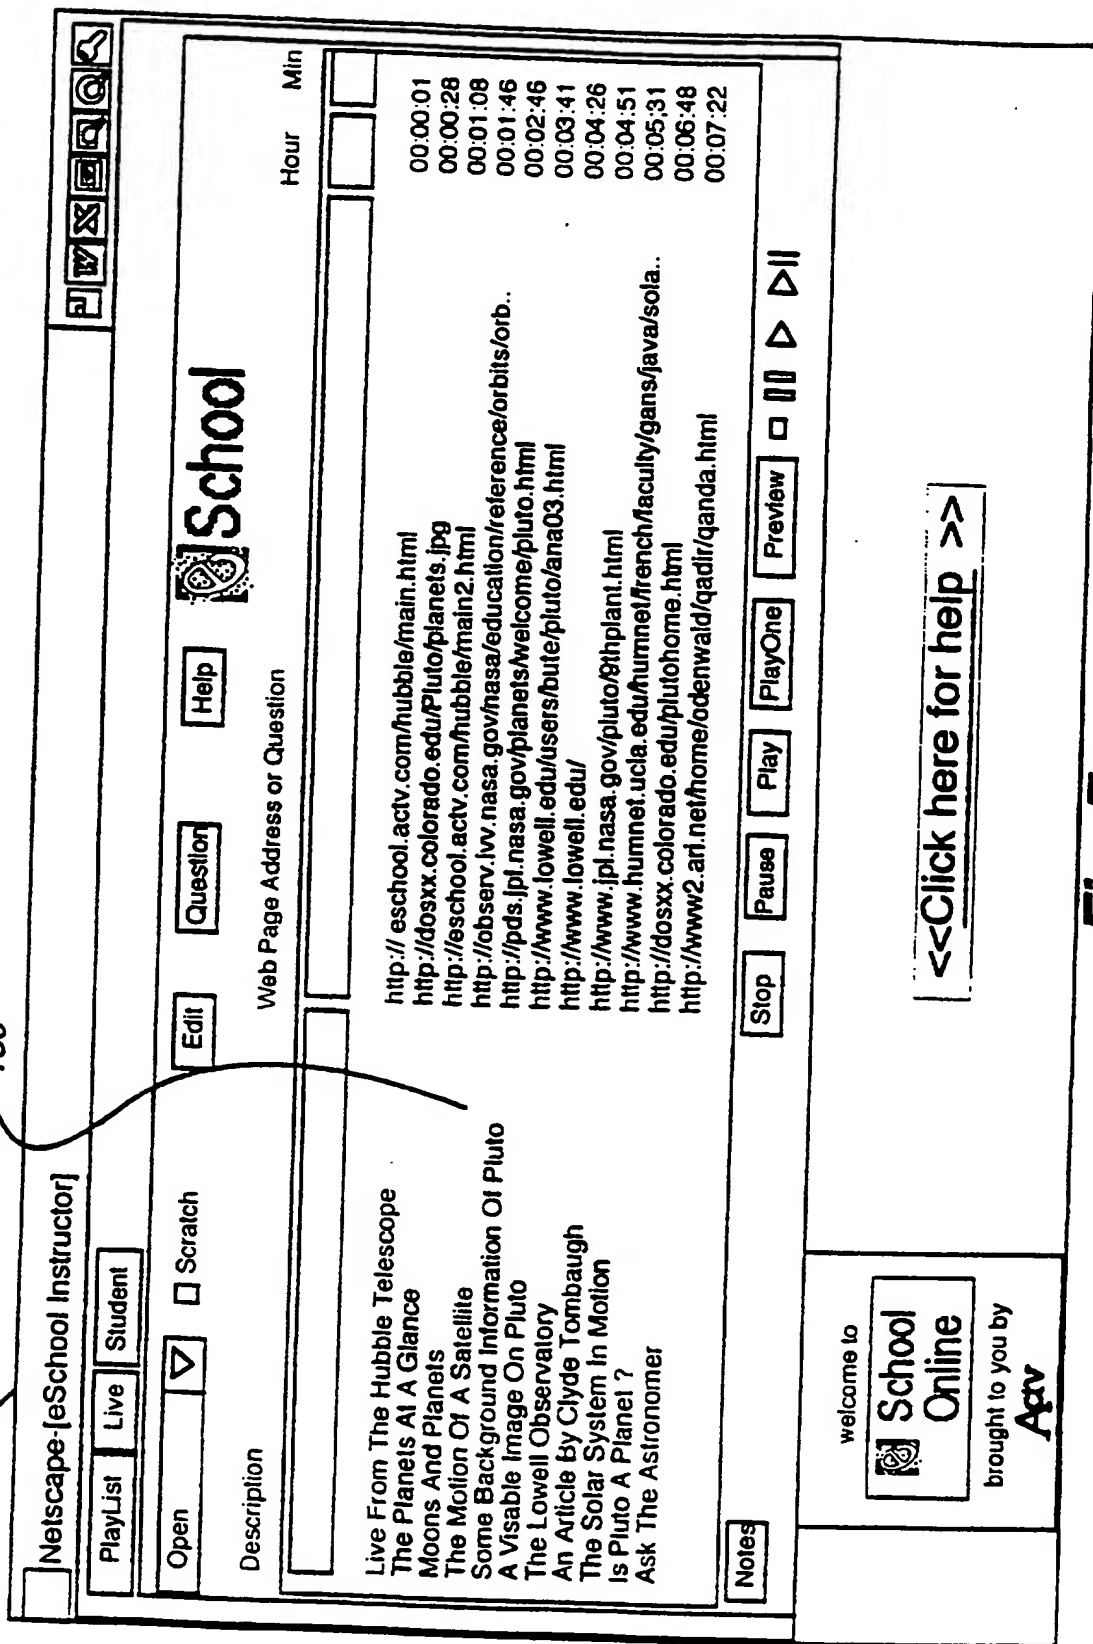 Netscape-[eSchool Instructor]
PlayList Live Student
Open Scratch Edit Question Help School
Description Web Page Address or Question Hour Min
Live From The Hubble Telescope http:// eschool.actv.com/hubble/main.html 00:00:01
The Planets At A Glance http://dosxx.colorado.edu/Pluto/planets.jpg 00:00:28
Moons And Planets http://eschool.actv.com/hubble/main2.html 00:01:08
The Motion Of A Satellite http://observ.lvv.nasa.gov/nasa/education/reference/orbits/orb.. 00:01:46
Some Background Information Of Pluto http://pds.jpl.nasa.gov/planets/welcome/pluto.html 00:02:46
A Visable Image On Pluto http://www.lowell.edu/users/bute/pluto/ana03.html 00:03:41
The Lowell Observatory http://www.lowell.edu/ 00:04:26
An Article By Clyde Tombaugh http://www.jpl.nasa.gov/pluto/9thplant.html 00:04:51
The Solar System In Motion http://www.humnet.ucla.edu/humnet/french/faculty/gans/java/sola.. 00:05;31
Is Pluto A Planet ? http://dosxx.colorado.edu/plutohome.html 00:06:48
Ask The Astronomer http://www2.ari.net/home/odenwald/qadir/qanda.html 00:07:22
Notes Stop Pause Play PlayOne Preview
welcome to
School
Online
brought to you by
Actv
<<Click here for help >>